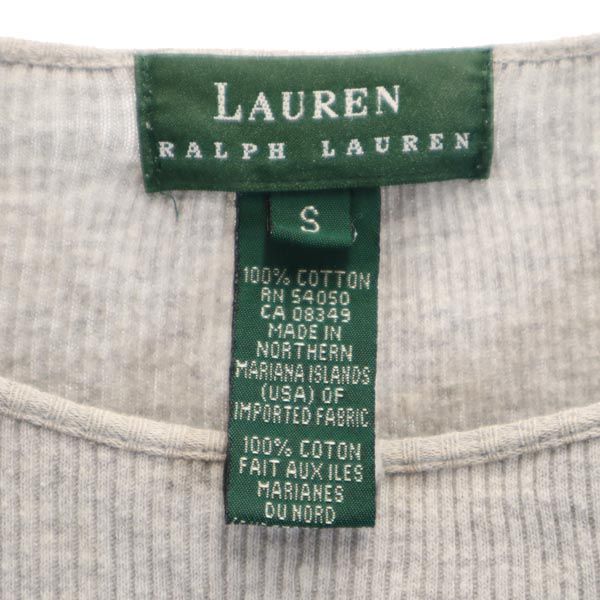 LAUREN
RALPH LAUREN
S
100% COTTON
RN 54050
CA 08349
MADE IN
NORTHERN
MARIANA ISLANDS
(USA) OF
IMPORTED FABRIC
100% COTON
FAIT AUX ILES
MARIANES
DU NORD